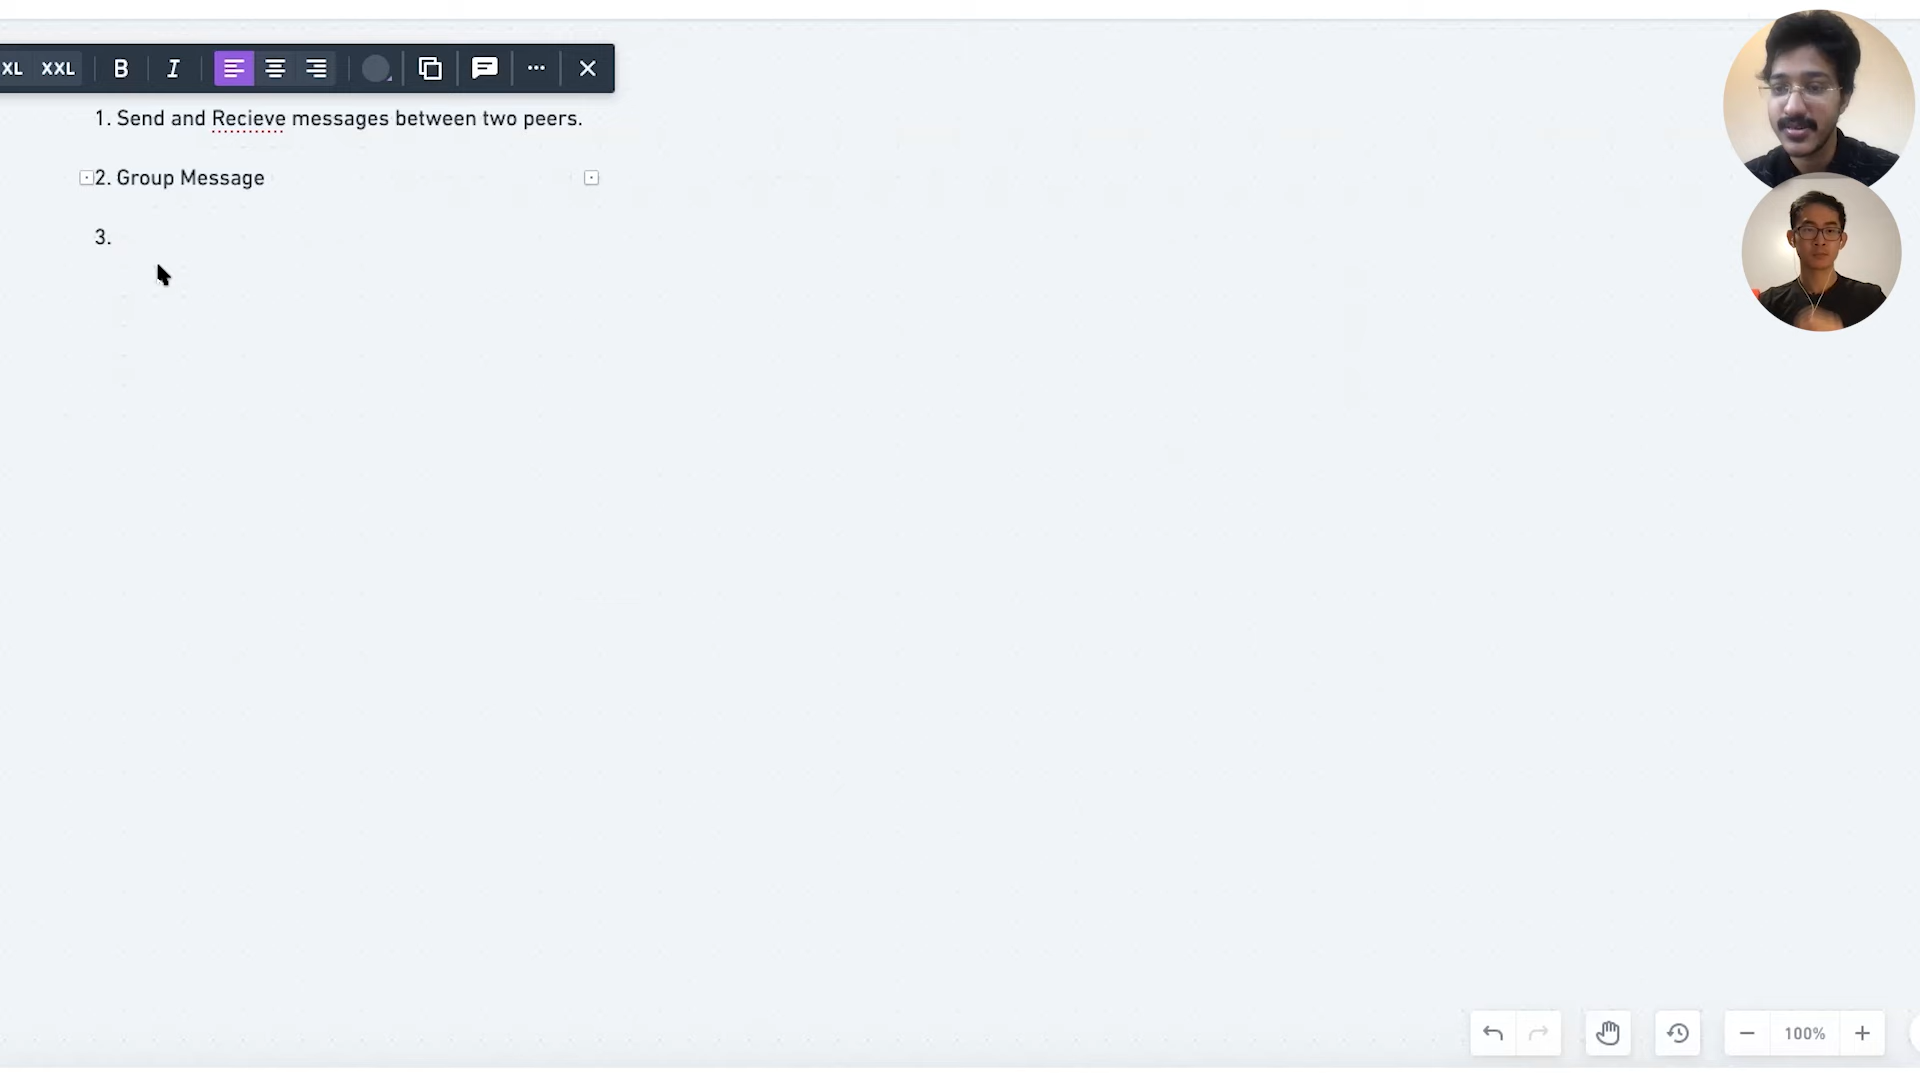 XL XXL B I
1. Send and Recieve messages between two peers.
2. Group Message
3.
100%